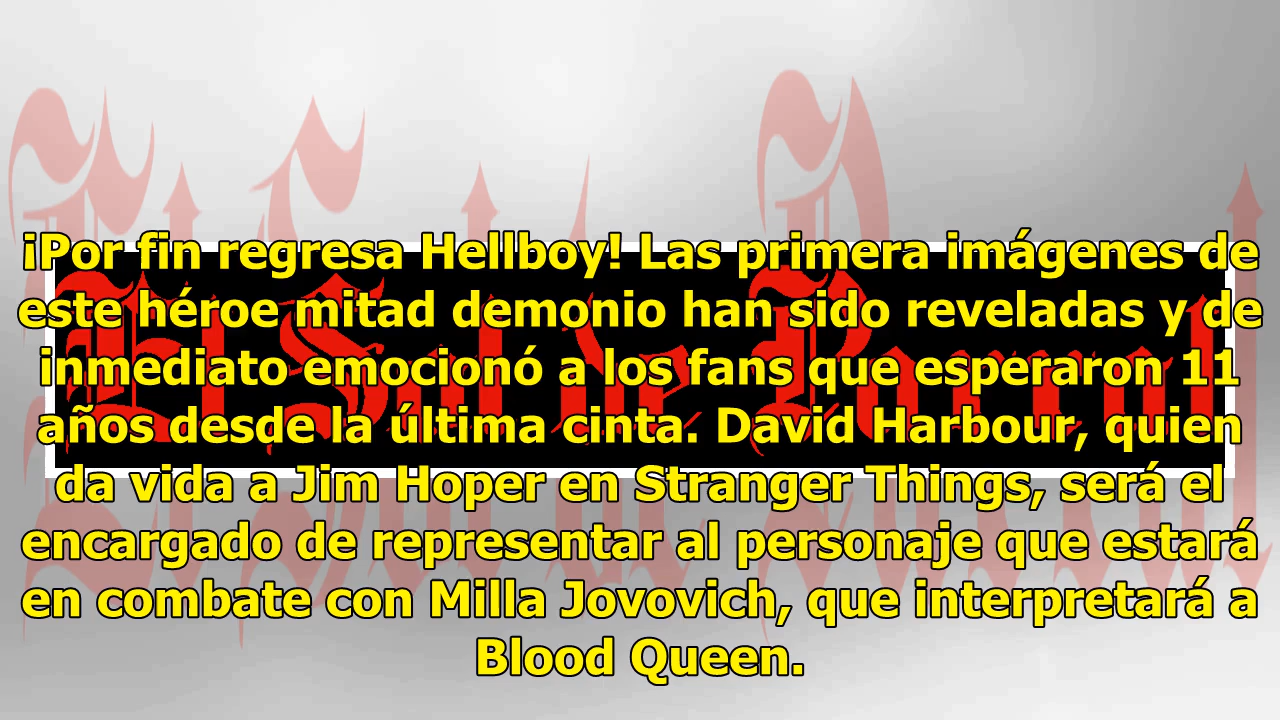 ¡Por fin regresa Hellboy! Las primera imágenes de
este héroe mitad demonio han sido reveladas y de
inmediato emocionó a los fans que esperaron 11
años desde la última cinta. David Harbour, quien
da vida a Jim Hoper en Stranger Things, será el
encargado de representar al personaje que estará
en combate con Milla Jovovich, que interpretará a
Blood Queen.